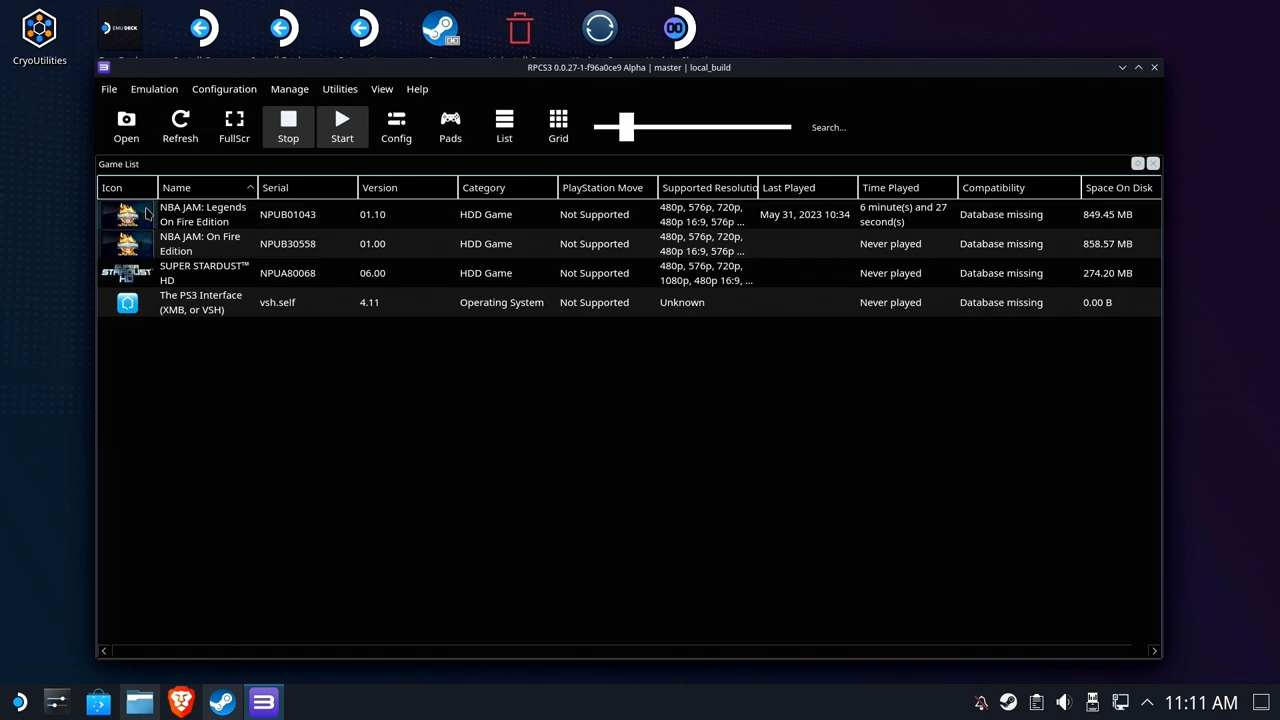 EMUDECK
CryoUtilities
RPCS3 0.0.27-1-f96a0ce9 Alpha | master | local_build
File Emulation Configuration Manage Utilities View Help
Open Refresh FullScr Stop Start Config Pads List Grid Search...
Game List
Icon Name Serial Version Category PlayStation Move Supported Resolutio Last Played Time Played Compatibility Space On Disk
NBA JAM: Legends
On Fire Edition
NPUB01043 01.10 HDD Game Not Supported
480p, 576p, 720p,
480p 16:9, 576p ...
May 31, 2023 10:34
6 minute(s) and 27
second(s)
Database missing 849.45 MB
NBA JAM: On Fire
Edition
NPUB30558 01.00 HDD Game Not Supported
480p, 576p, 720p,
480p 16:9, 576p ...
Never played Database missing 858.57 MB
STARDUST
SUPER STARDUST™
HD
NPUA80068 06.00 HDD Game Not Supported
480p, 576p, 720p,
1080p, 480p 16:9, ...
Never played Database missing 274.20 MB
The PS3 Interface
(XMB, or VSH)
vsh.self 4.11 Operating System Not Supported Unknown Never played Database missing 0.00 B
11:11 AM